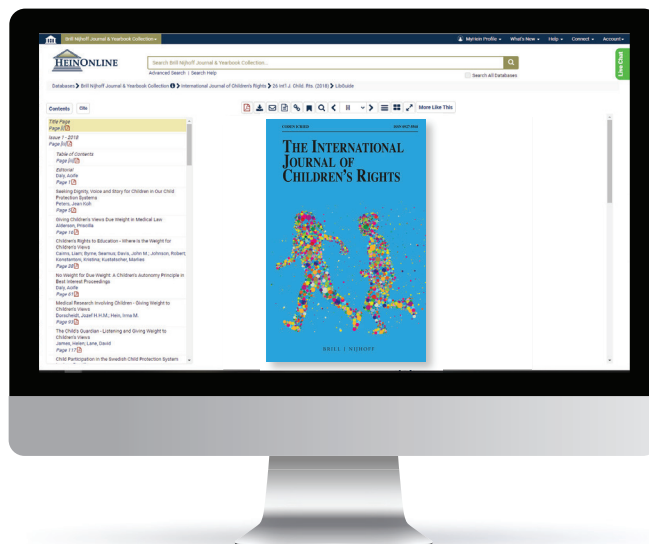 Brill Nijhoff Journal & Yearbook Collection
MyHein Profile What's New Help Connect Account
HEINONLINE
Search Brill Nijhoff Journal & Yearbook Collection...
Advanced Search | Search Help
Search All Databases
Live Chat
Databases > Brill Nijhoff Journal & Yearbook Collection > International Journal of Children's Rights > 26 Int'l J. Child. Rts. (2018) > LibGuide
Contents Cite
More Like This
Title Page
Page [i]
Issue 1 - 2018
Page [iii]
Table of Contents
Page [iii]
Editorial
Daly, Aoife
Page 1
Seeking Dignity, Voice and Story for Children in Our Child
Protection Systems
Peters, Jean Koh
Page 5
Giving Children's Views Due Weight in Medical Law
Alderson, Priscilla
Page 16
Children's Rights to Education - Where is the Weight for
Children's Views
Cairns, Liam; Byrne, Seamus; Davis, John M.; Johnson, Robert;
Konstantoni, Kristina; Kustatscher, Marlies
Page 38
No Weight for Due Weight: A Children's Autonomy Principle in
Best Interest Proceedings
Daly, Aoife
Page 61
Medical Research Involving Children - Giving Weight to
Children's Views
Dorscheidt, Jozef H.H.M.; Hein, Irma M.
Page 93
The Child's Guardian - Listening and Giving Weight to
Children's Views
James, Helen; Lane, David
Page 117
Child Participation in the Swedish Child Protection System
THE INTERNATIONAL
JOURNAL OF
CHILDREN'S RIGHTS
BRILL | NIJHOFF